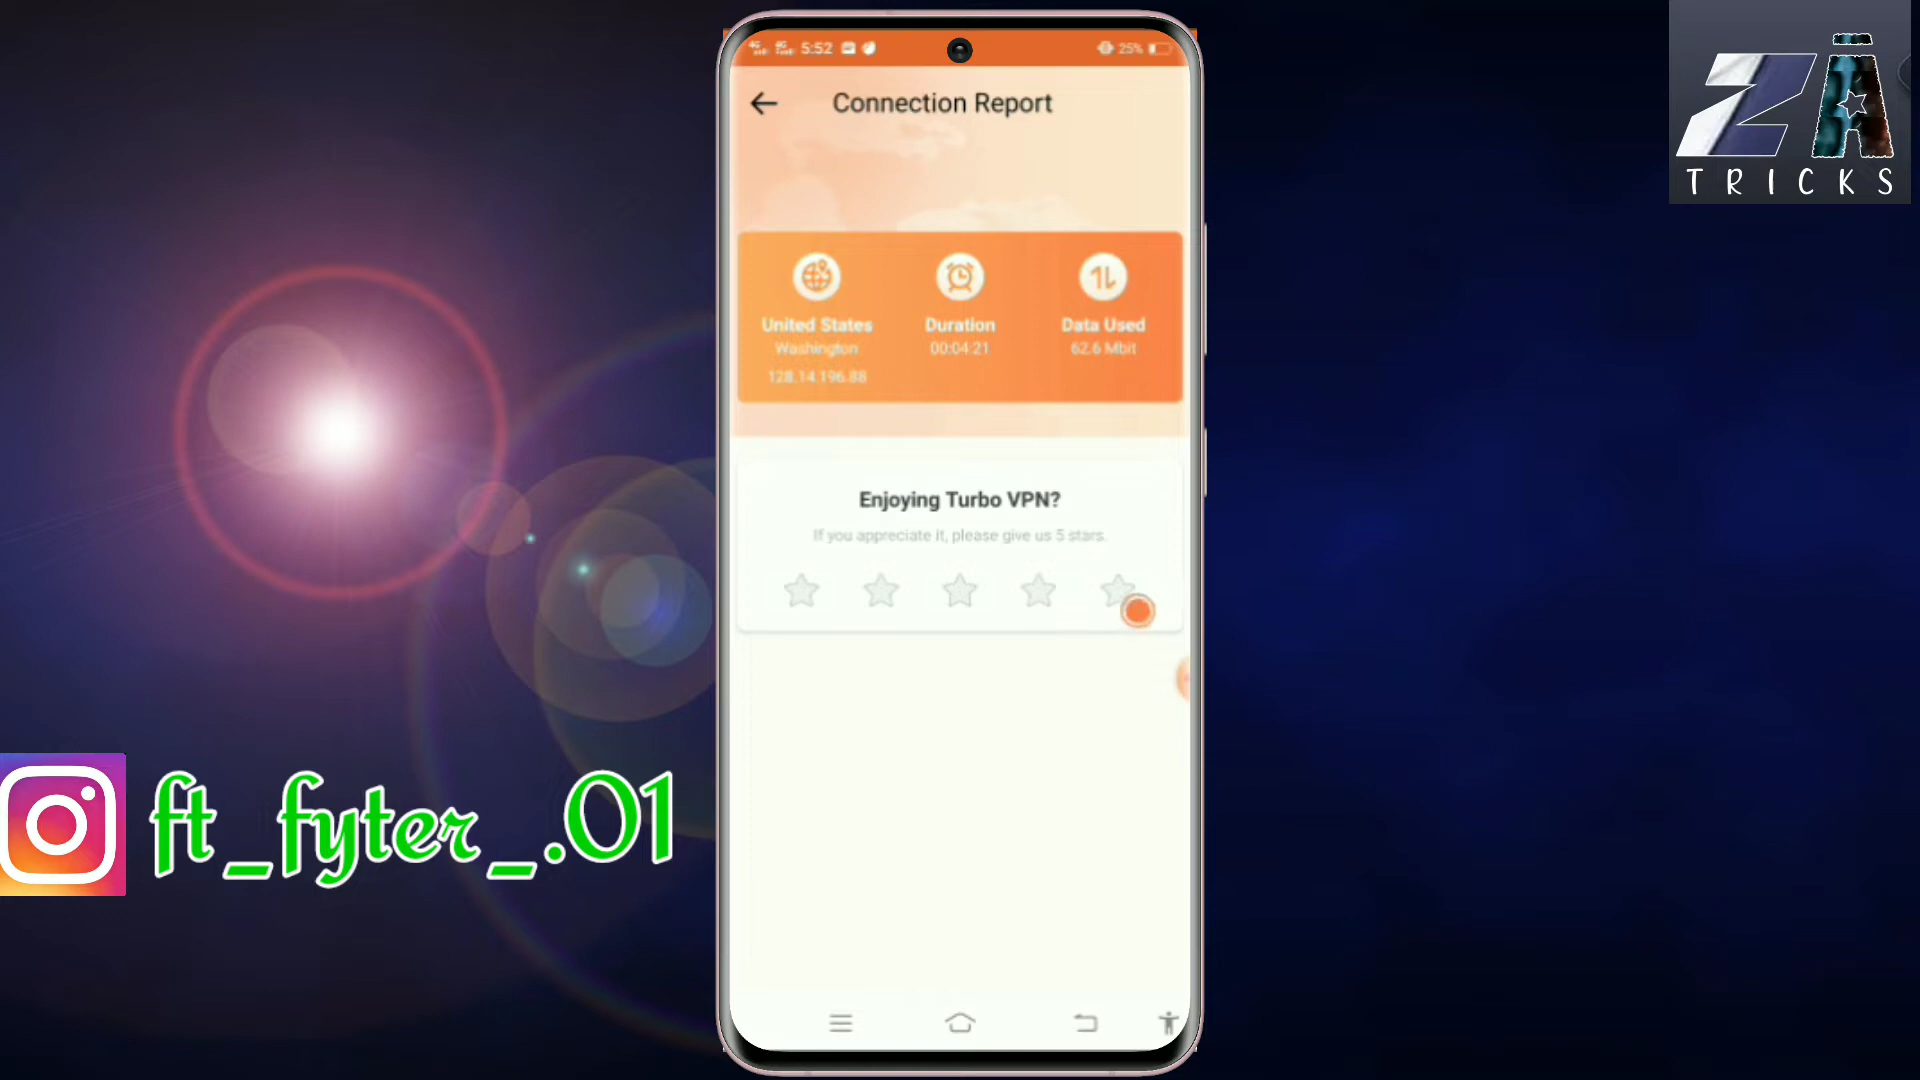 5:52
25%
Connection Report
United States
Washington
128.14.196.88
Duration
00:04:21
Data Used
62.6 Mbit
Enjoying Turbo VPN?
If you appreciate it, please give us 5 stars.
ZA
TRICKS
ft_fyter_.01